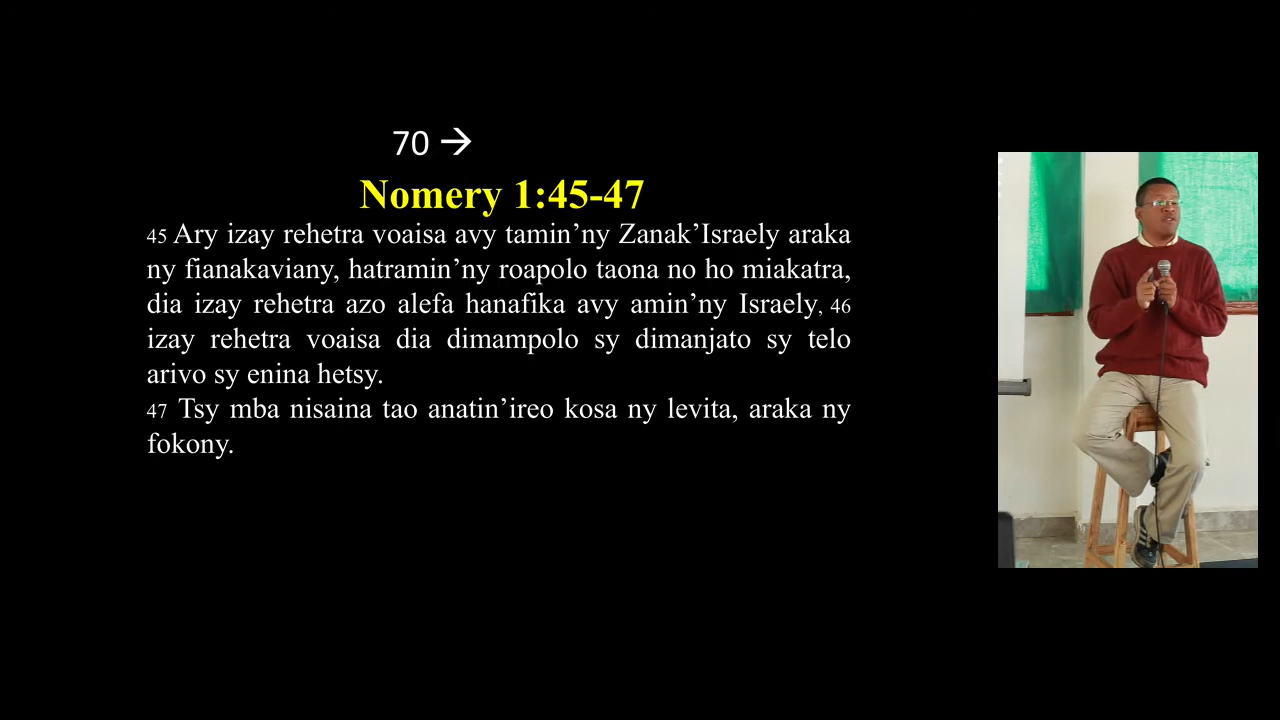 70 →
Nomery 1:45-47
45 Ary izay rehetra voaisa avy tamin’ny Zanak’Israely araka
ny fianakaviany, hatramin’ny roapolo taona no ho miakatra,
dia izay rehetra azo alefa hanafika avy amin’ny Israely, 46
izay rehetra voaisa dia dimampolo sy dimanjato sy telo
arivo sy enina hetsy.
47 Tsy mba nisaina tao anatin’ireo kosa ny levita, araka ny
fokony.